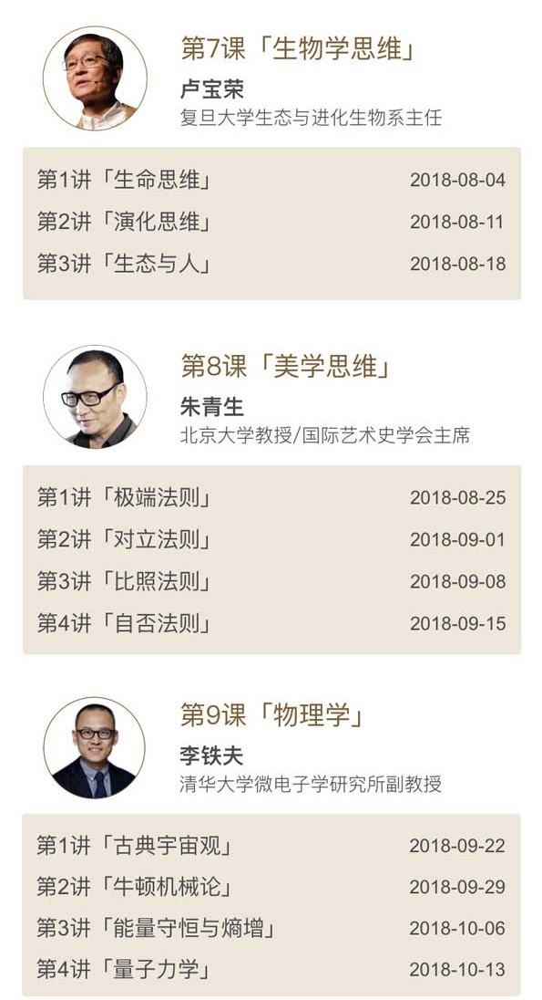 第7课「生物学思维」
卢宝荣
复旦大学生态与进化生物系主任
第1讲「生命思维」 2018-08-04
第2讲「演化思维」 2018-08-11
第3讲「生态与人」 2018-08-18
第8课「美学思维」
朱青生
北京大学教授/国际艺术史学会主席
第1讲「极端法则」 2018-08-25
第2讲「对立法则」 2018-09-01
第3讲「比照法则」 2018-09-08
第4讲「自否法则」 2018-09-15
第9课「物理学」
李铁夫
清华大学微电子学研究所副教授
第1讲「古典宇宙观」 2018-09-22
第2讲「牛顿机械论」 2018-09-29
第3讲「能量守恒与熵增」 2018-10-06
第4讲「量子力学」 2018-10-13